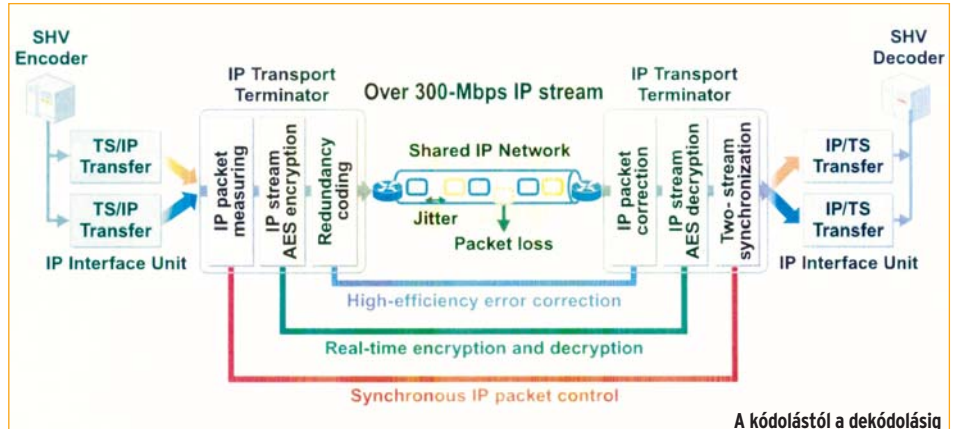 SHV
Encoder
TS/IP
Transfer
TS/IP
Transfer
IP Interface Unit
IP Transport
Terminator
IP packet
measuring
IP stream
AES encryption
Redundancy
coding
Over 300-Mbps IP stream
Shared IP Network
Jitter
Packet loss
IP Transport
Terminator
IP packet
correction
IP stream
AES decryption
Two- stream
synchronization
SHV
Decoder
IP/TS
Transfer
IP/TS
Transfer
IP Interface Unit
High-efficiency error correction
Real-time encryption and decryption
Synchronous IP packet control
A kódolástól a dekódolásig